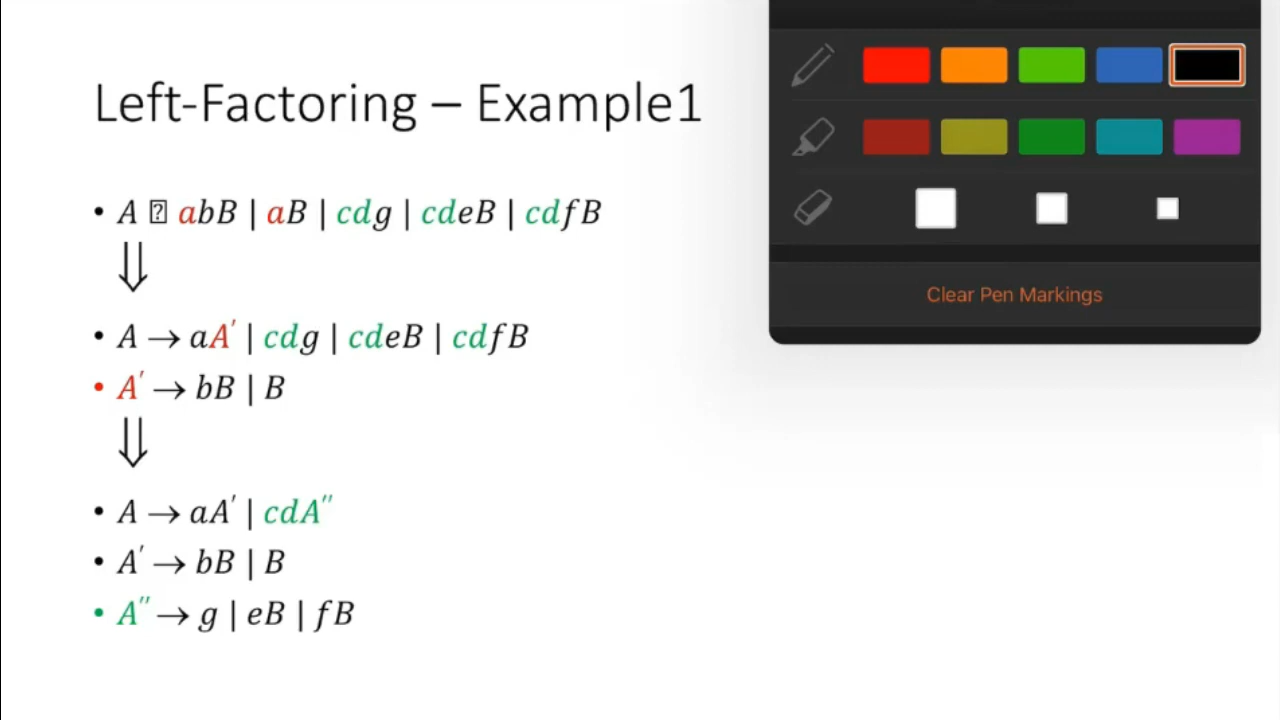 Left-Factoring – Example1
• A ⍰ abB | aB | cdg | cdeB | cdfB
⇓
• A → aA′ | cdg | cdeB | cdfB
• A′ → bB | B
⇓
• A → aA′ | cdA″
• A′ → bB | B
• A″ → g | eB | fB
Clear Pen Markings